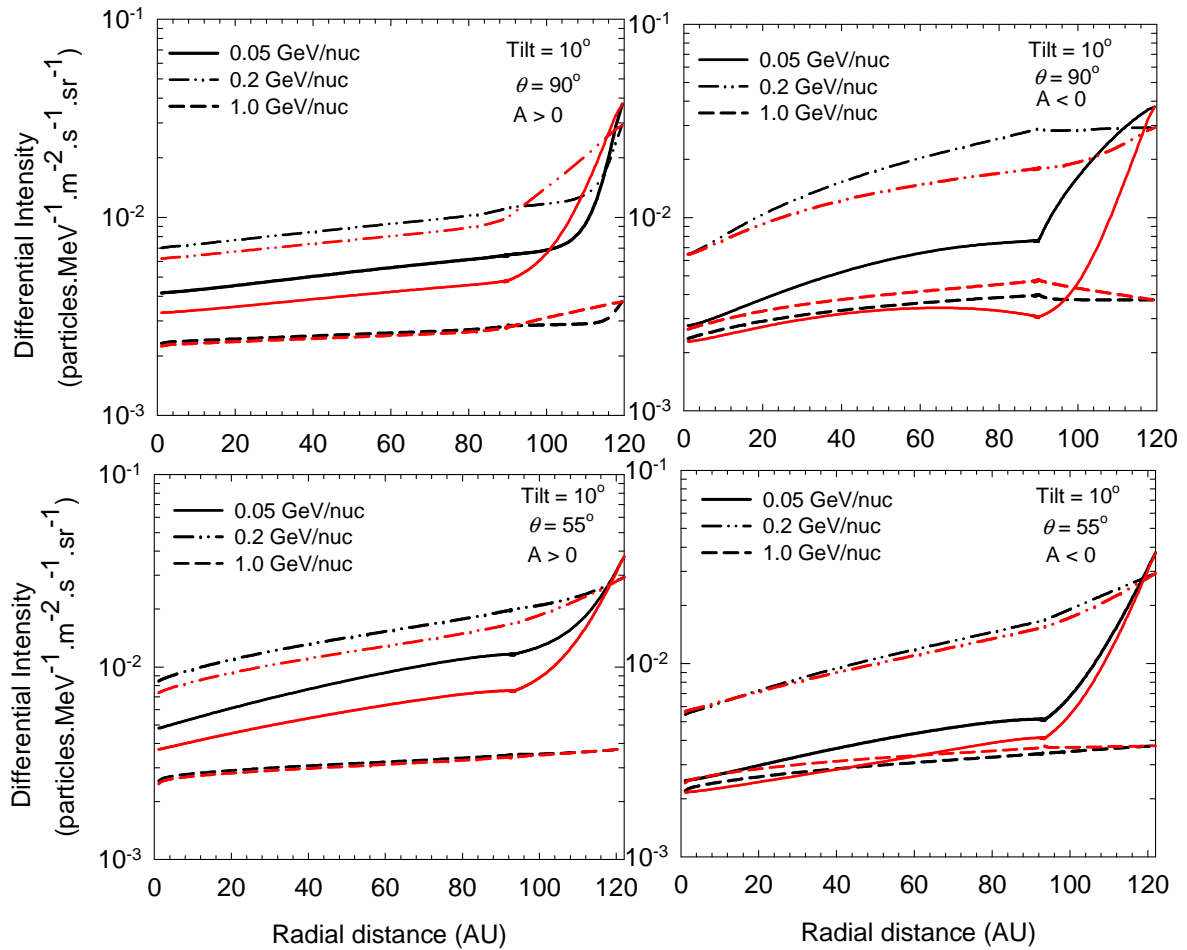 Differential Intensity
(particles.MeV⁻¹.m⁻².s⁻¹.sr⁻¹)
10⁻¹
10⁻²
10⁻³
0.05 GeV/nuc
0.2 GeV/nuc
1.0 GeV/nuc
Tilt = 10°
θ = 90°
A > 0
0 20 40 60 80 100 120
10⁻¹
10⁻²
10⁻³
0.05 GeV/nuc
0.2 GeV/nuc
1.0 GeV/nuc
Tilt = 10°
θ = 90°
A < 0
0 20 40 60 80 100 120
Differential Intensity
(particles.MeV⁻¹.m⁻².s⁻¹.sr⁻¹)
10⁻¹
10⁻²
10⁻³
0.05 GeV/nuc
0.2 GeV/nuc
1.0 GeV/nuc
Tilt = 10°
θ = 55°
A > 0
0 20 40 60 80 100 120
Radial distance (AU)
10⁻¹
10⁻²
10⁻³
0.05 GeV/nuc
0.2 GeV/nuc
1.0 GeV/nuc
Tilt = 10°
θ = 55°
A < 0
0 20 40 60 80 100 120
Radial distance (AU)